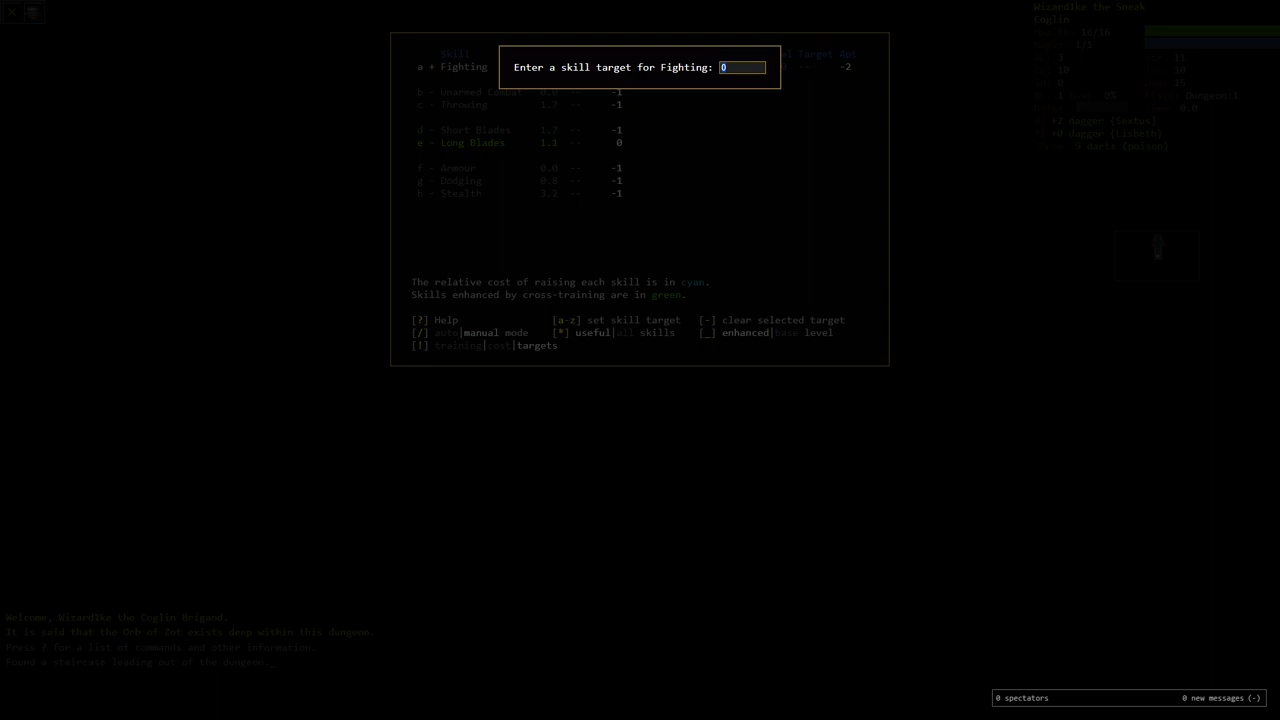 Wizard1ke the Sneak
Coglin
16/16
1/1
Skill
Target Apt
Enter a skill target for Fighting: 0
a + Fighting -- -2
b - Unarmed Combat 0.0 -- -1
c - Throwing 1.7 -- -1
d - Short Blades 1.7 -- -1
e - Long Blades 1.1 -- 0
f - Armour 0.0 -- -1
g - Dodging 0.8 -- -1
h - Stealth 3.2 -- -1
Dungeon:1
+2 dagger {Sextus}
+0 dagger {Lisbeth}
9 darts {poison}
The relative cost of raising each skill is in cyan.
Skills enhanced by cross-training are in green.
[?] Help [a-z] set skill target [-] clear selected target
[/] auto|manual mode [*] useful|all skills [_] enhanced|base level
[!] training|cost|targets
Welcome, Wizard1ke the Coglin Brigand.
It is said that the Orb of Zot exists deep within this dungeon.
Press ? for a list of commands and other information.
Found a staircase leading out of the dungeon._
0 spectators 0 new messages (-)